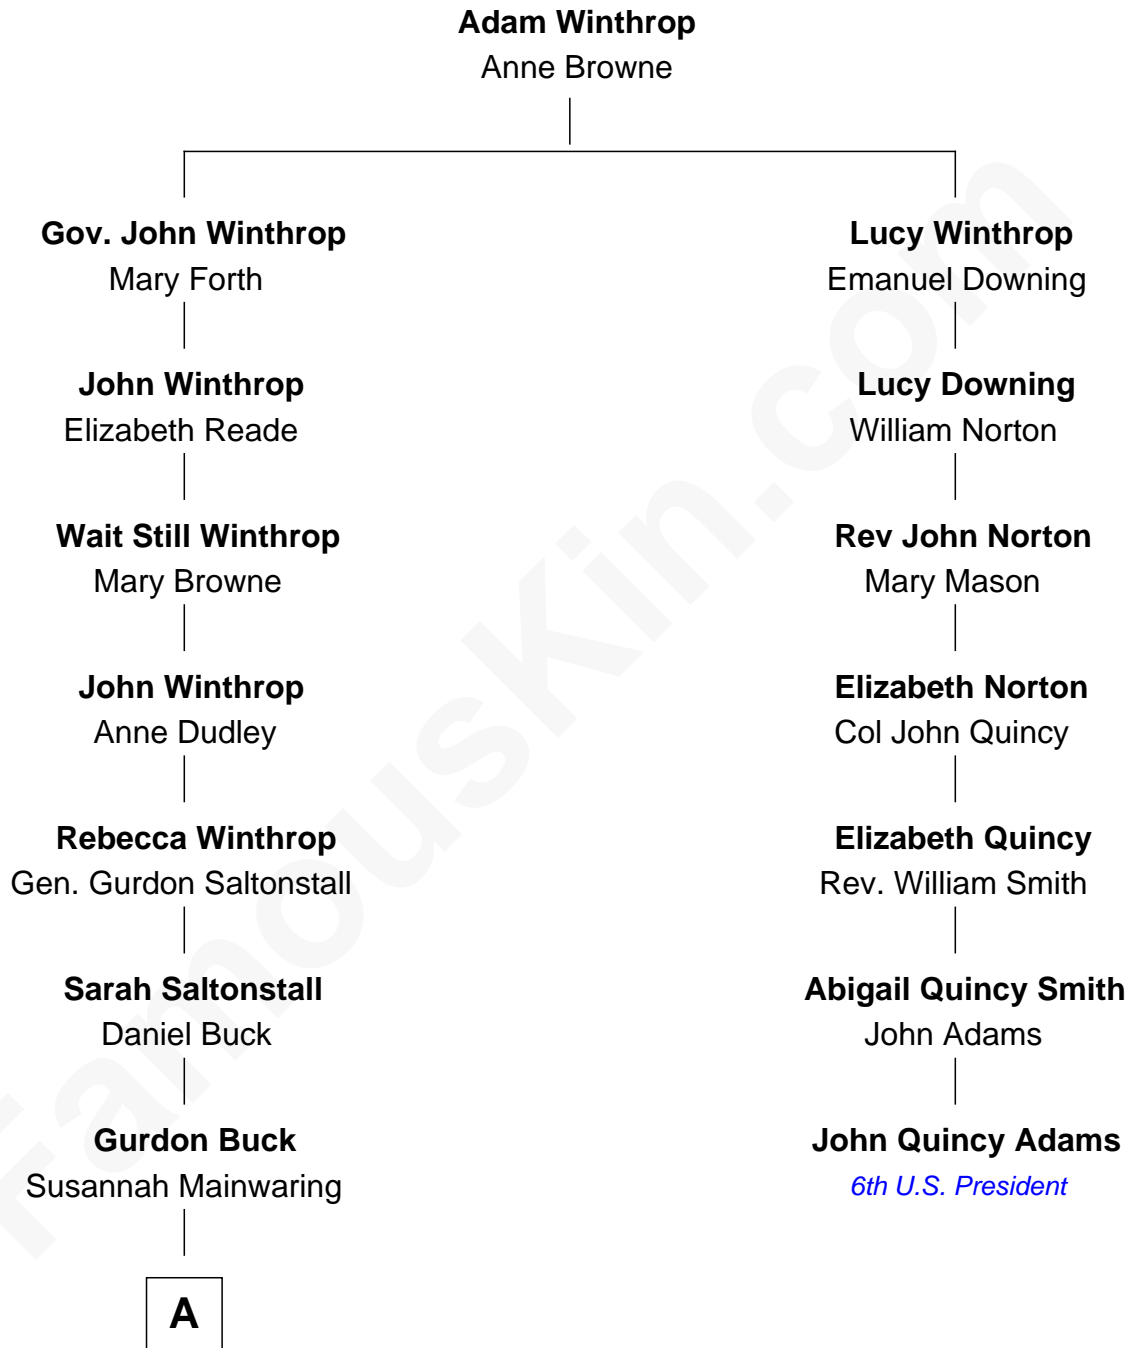 Adam Winthrop
Anne Browne
Gov. John Winthrop
Mary Forth
Lucy Winthrop
Emanuel Downing
John Winthrop
Elizabeth Reade
Lucy Downing
William Norton
Wait Still Winthrop
Mary Browne
Rev John Norton
Mary Mason
John Winthrop
Anne Dudley
Elizabeth Norton
Col John Quincy
Rebecca Winthrop
Gen. Gurdon Saltonstall
Elizabeth Quincy
Rev. William Smith
Sarah Saltonstall
Daniel Buck
Abigail Quincy Smith
John Adams
Gurdon Buck
Susannah Mainwaring
John Quincy Adams
6th U.S. President
A
FamousKin.com